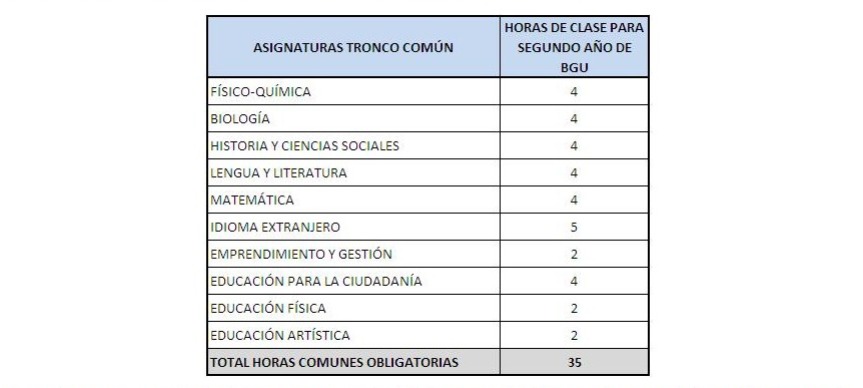 ASIGNATURAS TRONCO COMÚN
HORAS DE CLASE PARA
SEGUNDO AÑO DE
BGU
FÍSICO-QUÍMICA 4
BIOLOGÍA 4
HISTORIA Y CIENCIAS SOCIALES 4
LENGUA Y LITERATURA 4
MATEMÁTICA 4
IDIOMA EXTRANJERO 5
EMPRENDIMIENTO Y GESTIÓN 2
EDUCACIÓN PARA LA CIUDADANÍA 4
EDUCACIÓN FÍSICA 2
EDUCACIÓN ARTÍSTICA 2
TOTAL HORAS COMUNES OBLIGATORIAS 35